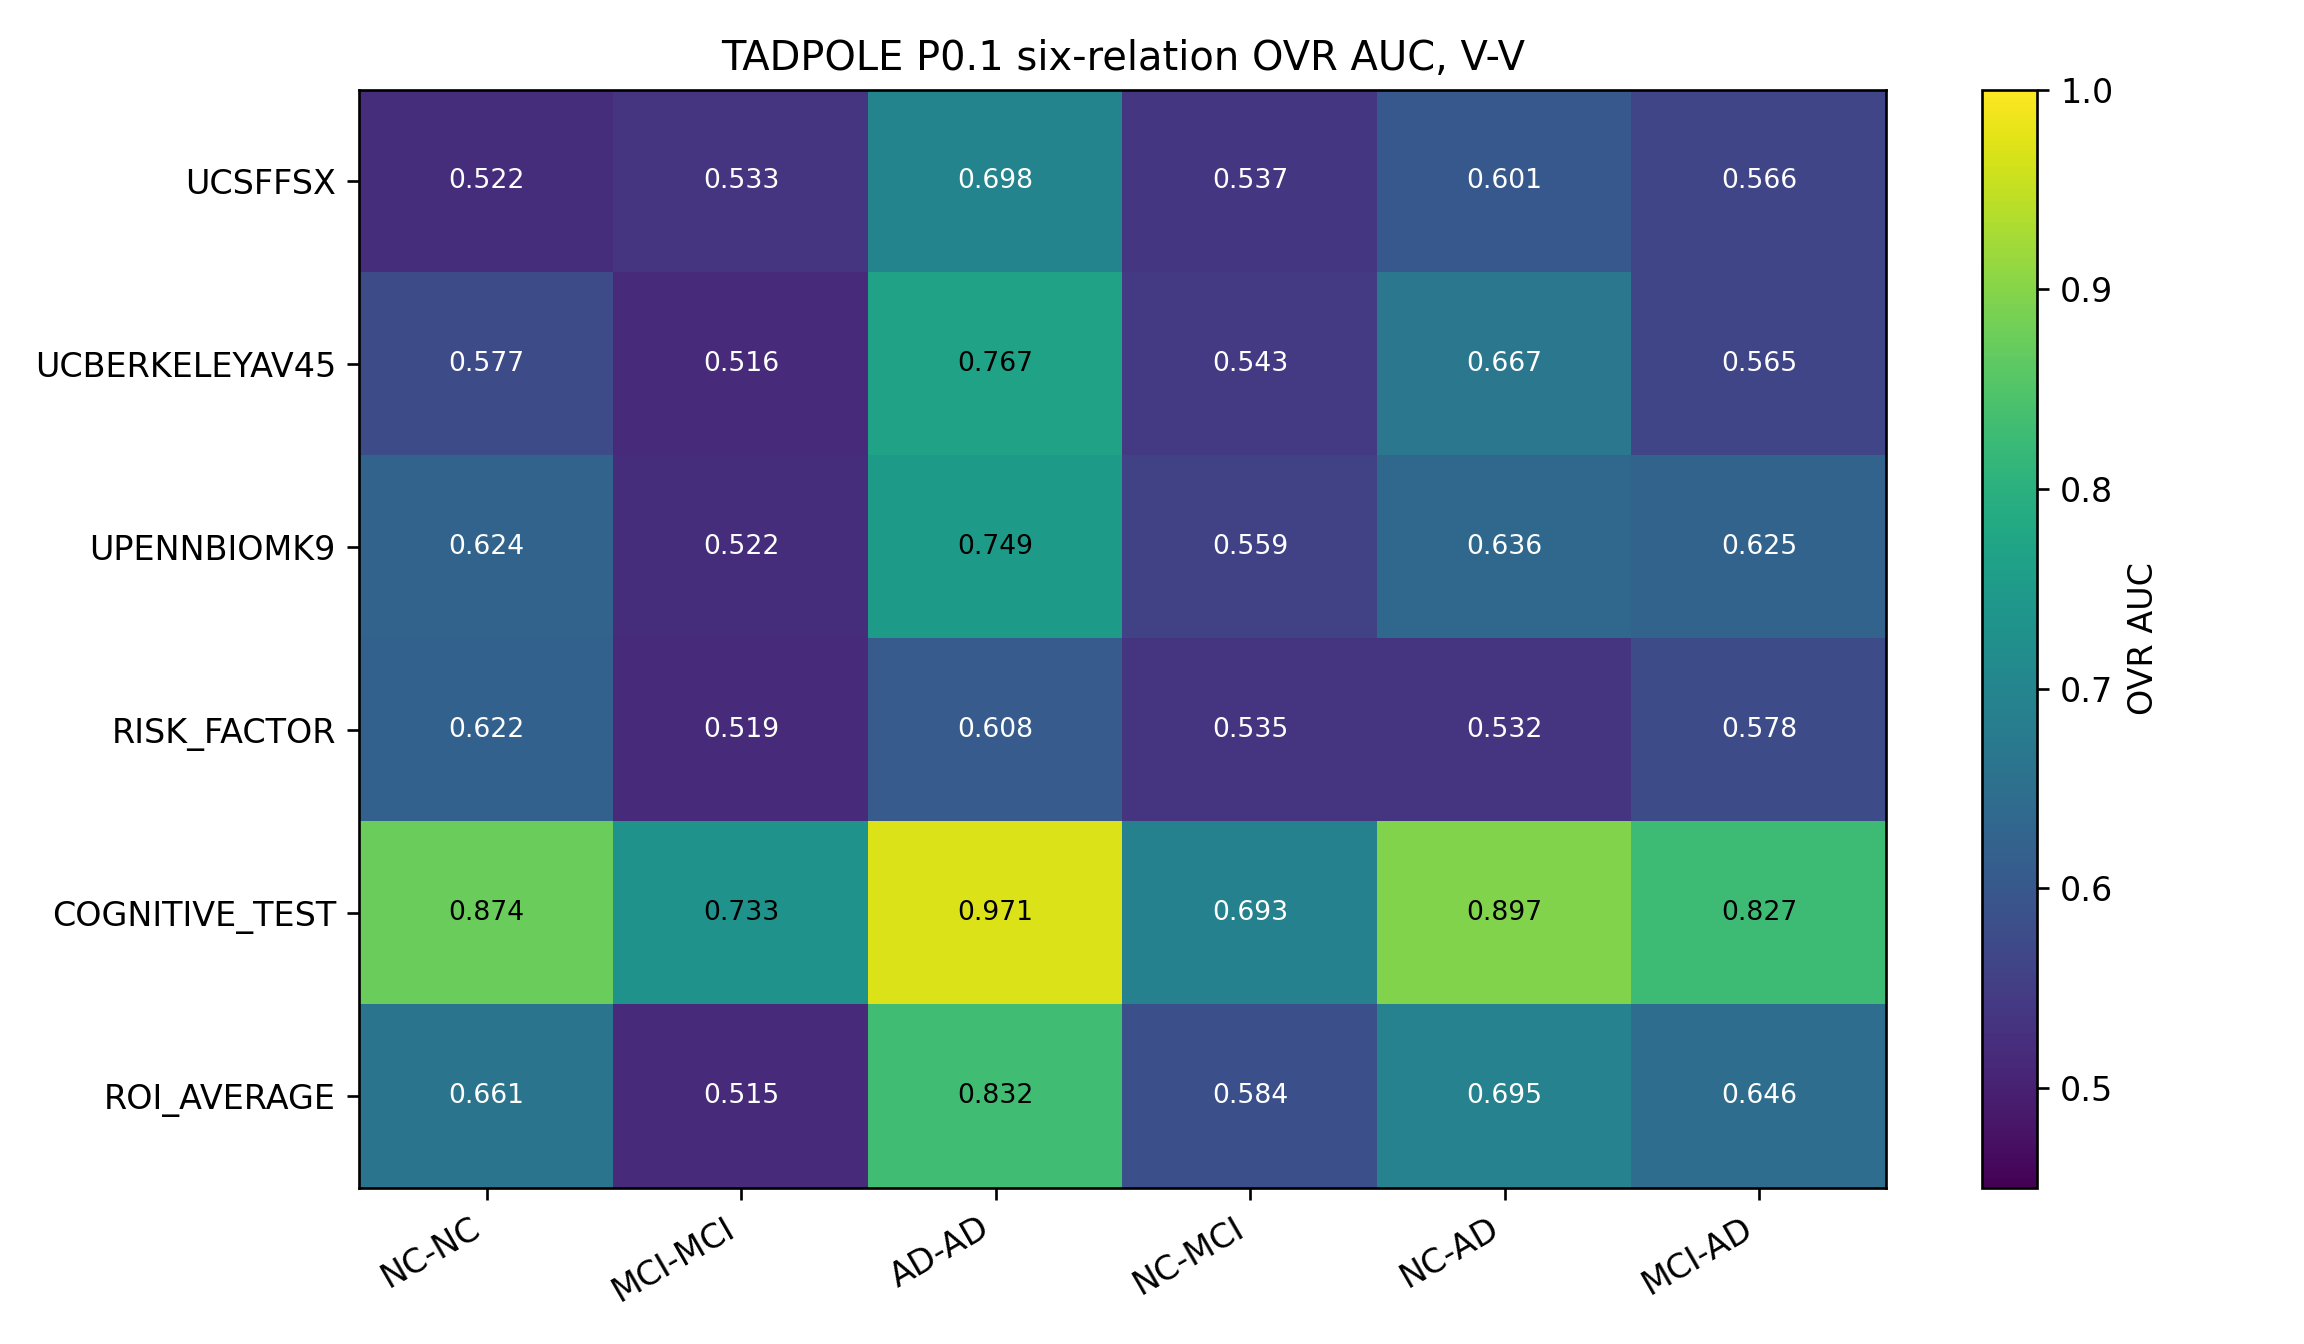 TADPOLE P0.1 six-relation OVR AUC, V-V
UCSFFSX 0.522 0.533 0.698 0.537 0.601 0.566
UCBERKELEYAV45 0.577 0.516 0.767 0.543 0.667 0.565
UPENNBIOMK9 0.624 0.522 0.749 0.559 0.636 0.625
RISK_FACTOR 0.622 0.519 0.608 0.535 0.532 0.578
COGNITIVE_TEST 0.874 0.733 0.971 0.693 0.897 0.827
ROI_AVERAGE 0.661 0.515 0.832 0.584 0.695 0.646
NC-NC MCI-MCI AD-AD NC-MCI NC-AD MCI-AD
1.0
0.9
0.8
0.7
0.6
0.5
OVR AUC